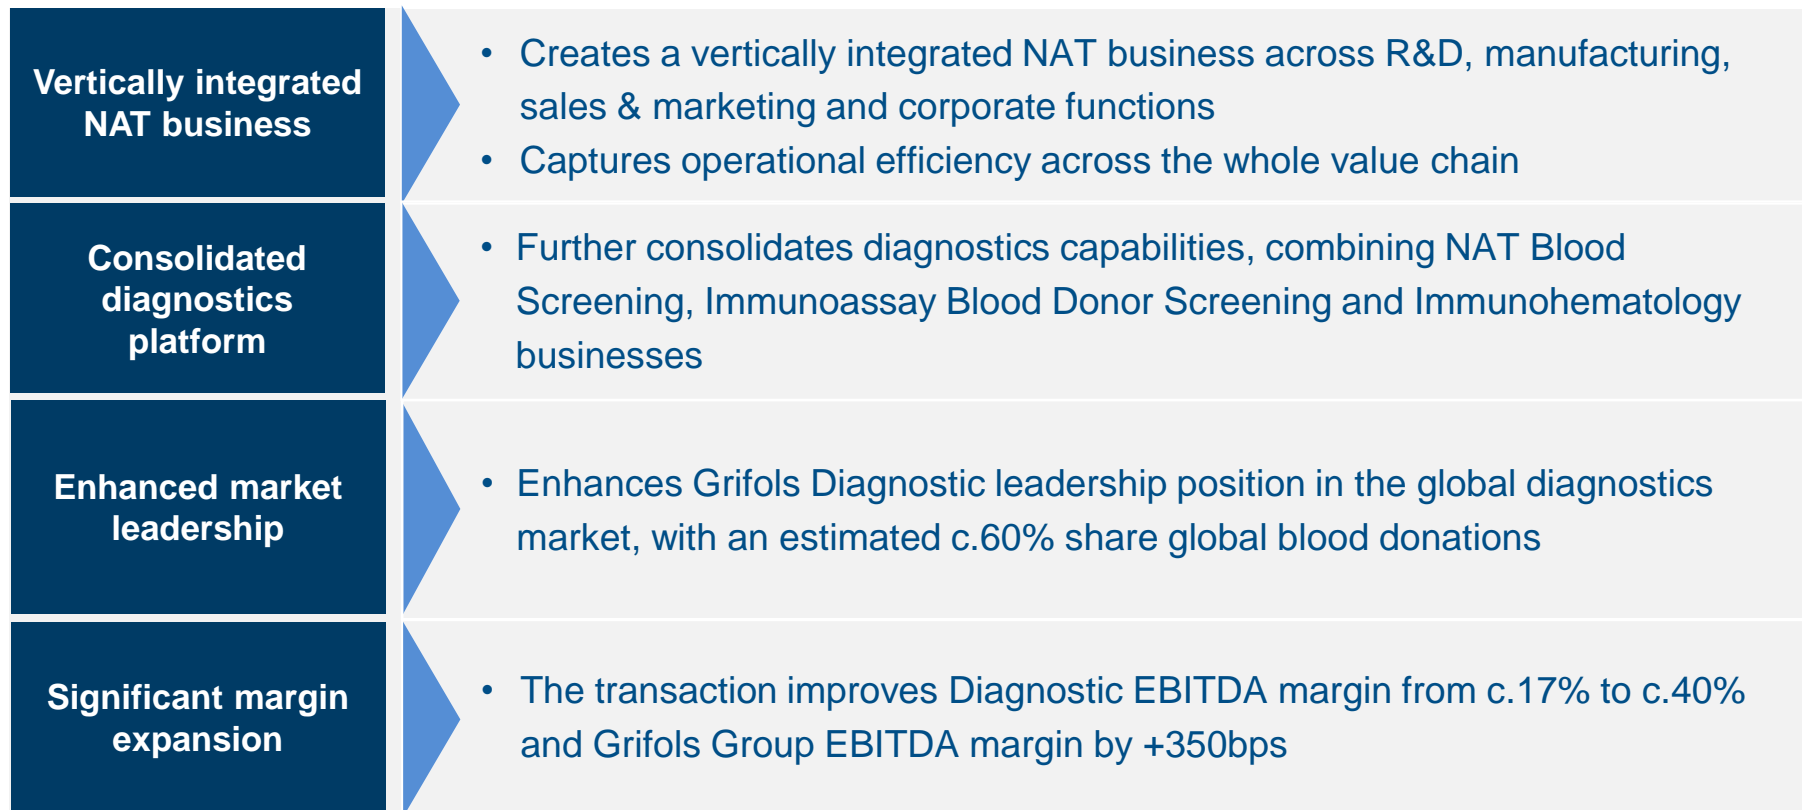 Vertically integrated
NAT business
• Creates a vertically integrated NAT business across R&D, manufacturing,
sales & marketing and corporate functions
• Captures operational efficiency across the whole value chain
Consolidated
diagnostics
platform
• Further consolidates diagnostics capabilities, combining NAT Blood
Screening, Immunoassay Blood Donor Screening and Immunohematology
businesses
Enhanced market
leadership
• Enhances Grifols Diagnostic leadership position in the global diagnostics
market, with an estimated c.60% share global blood donations
Significant margin
expansion
• The transaction improves Diagnostic EBITDA margin from c.17% to c.40%
and Grifols Group EBITDA margin by +350bps